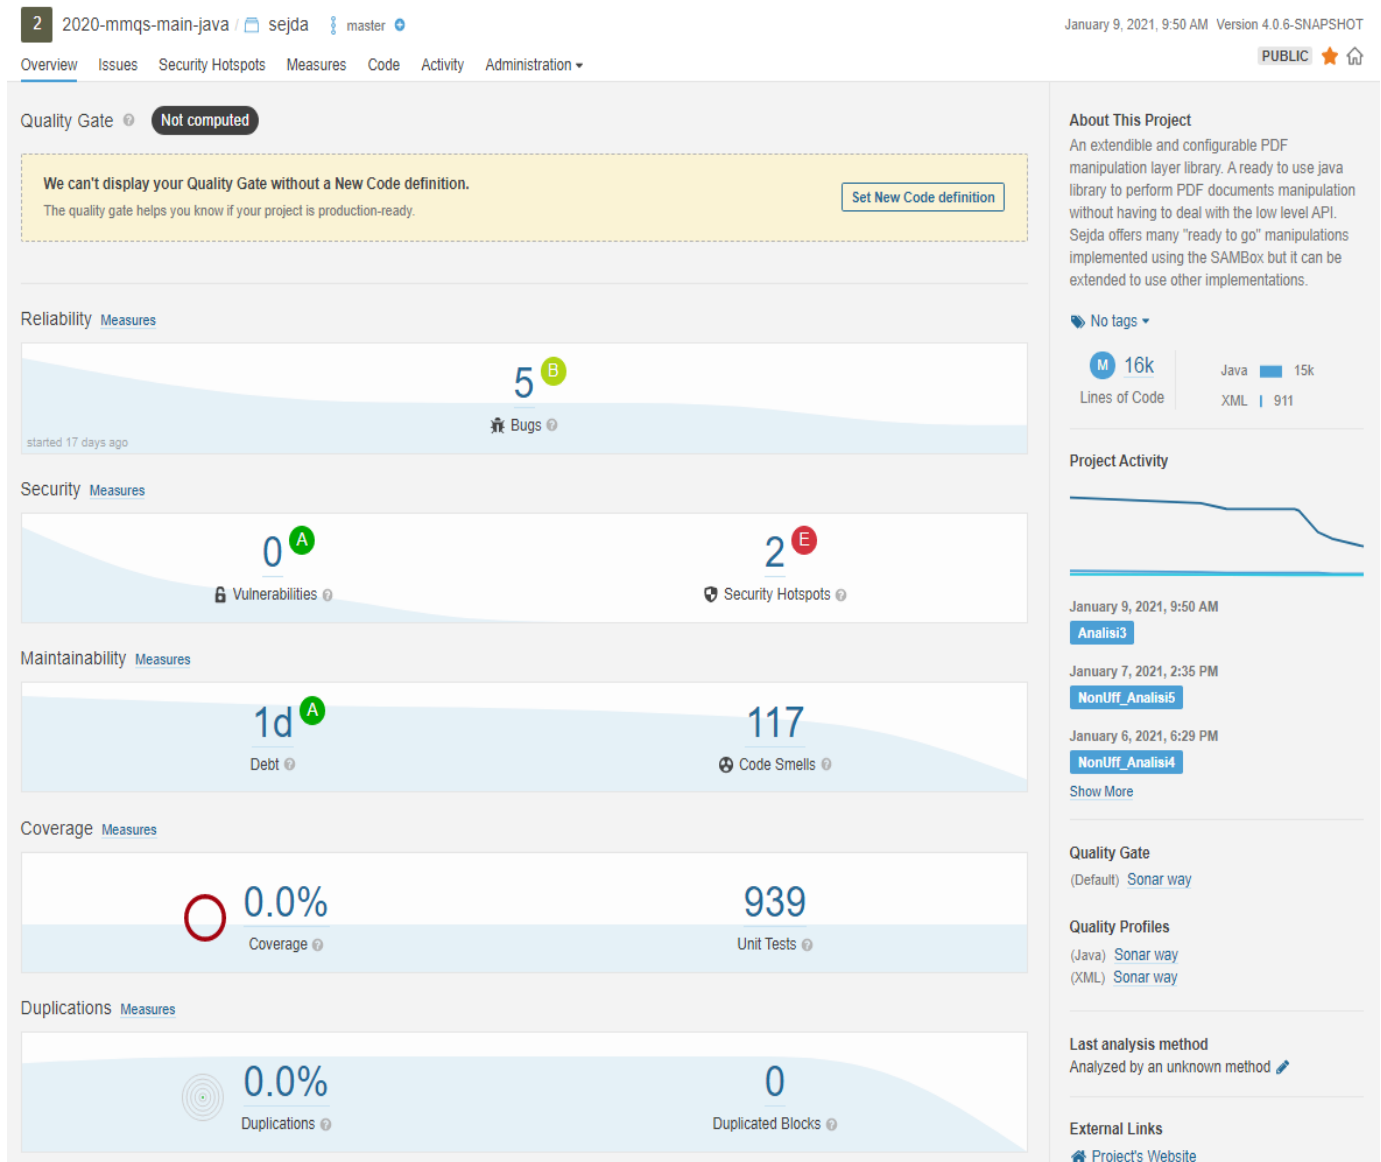 2 2020-mmqs-main-java / sejda master
January 9, 2021, 9:50 AM Version 4.0.6-SNAPSHOT
PUBLIC
Overview Issues Security Hotspots Measures Code Activity Administration
Quality Gate ? Not computed
We can't display your Quality Gate without a New Code definition.
The quality gate helps you know if your project is production-ready.
Set New Code definition
Reliability Measures
5 B
Bugs ?
started 17 days ago
Security Measures
0 A
Vulnerabilities ?
2 E
Security Hotspots ?
Maintainability Measures
1d A
Debt ?
117
Code Smells ?
Coverage Measures
0.0%
Coverage ?
939
Unit Tests ?
Duplications Measures
0.0%
Duplications ?
0
Duplicated Blocks ?
About This Project
An extendible and configurable PDF
manipulation layer library. A ready to use java
library to perform PDF documents manipulation
without having to deal with the low level API.
Sejda offers many "ready to go" manipulations
implemented using the SAMBox but it can be
extended to use other implementations.
No tags
M 16k
Lines of Code
Java 15k
XML 911
Project Activity
January 9, 2021, 9:50 AM
Analisi3
January 7, 2021, 2:35 PM
NonUff_Analisi5
January 6, 2021, 6:29 PM
NonUff_Analisi4
Show More
Quality Gate
(Default) Sonar way
Quality Profiles
(Java) Sonar way
(XML) Sonar way
Last analysis method
Analyzed by an unknown method
External Links
Project's Website